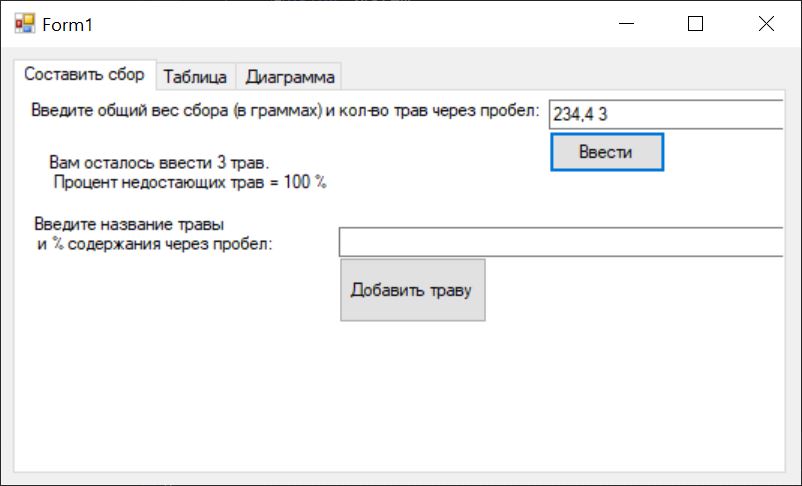 Form1
Составить сбор Таблица Диаграмма
Введите общий вес сбора (в граммах) и кол-во трав через пробел: 234,4 3
Ввести
Вам осталось ввести 3 трав.
Процент недостающих трав = 100 %
Введите название травы
и % содержания через пробел:
Добавить траву